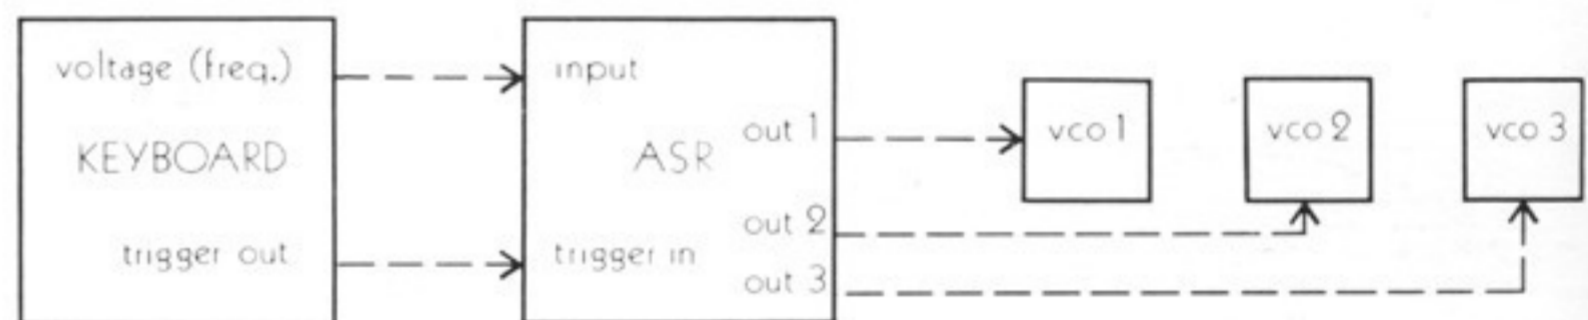 voltage (freq.)
KEYBOARD
trigger out
input
ASR
trigger in
out 1
out 2
out 3
vco 1
vco 2
vco 3